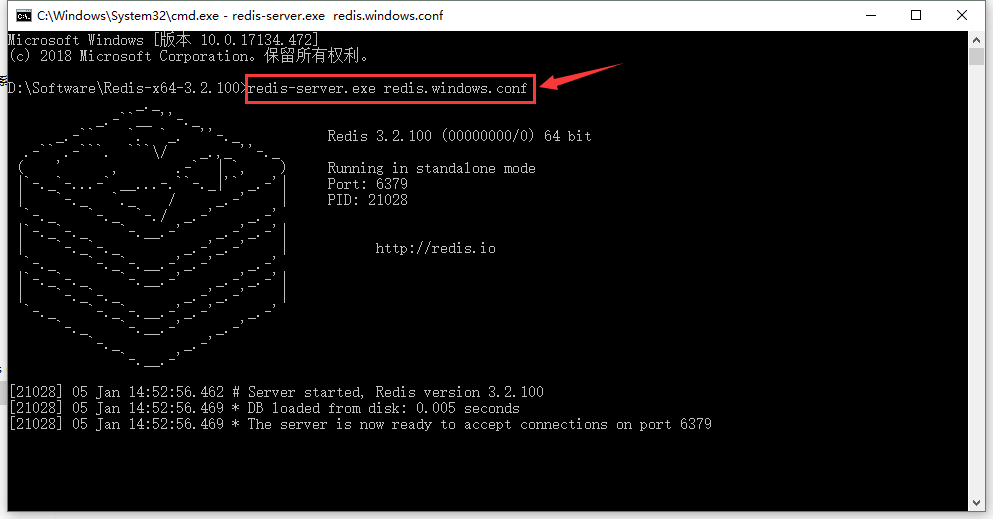 C:\Windows\System32\cmd.exe - redis-server.exe  redis.windows.conf
Microsoft Windows [版本 10.0.17134.472]
(c) 2018 Microsoft Corporation。保留所有权利。
D:\Software\Redis-x64-3.2.100>redis-server.exe redis.windows.conf
Redis 3.2.100 (00000000/0) 64 bit
Running in standalone mode
Port: 6379
PID: 21028
http://redis.io
[21028] 05 Jan 14:52:56.462 # Server started, Redis version 3.2.100
[21028] 05 Jan 14:52:56.469 * DB loaded from disk: 0.005 seconds
[21028] 05 Jan 14:52:56.469 * The server is now ready to accept connections on port 6379